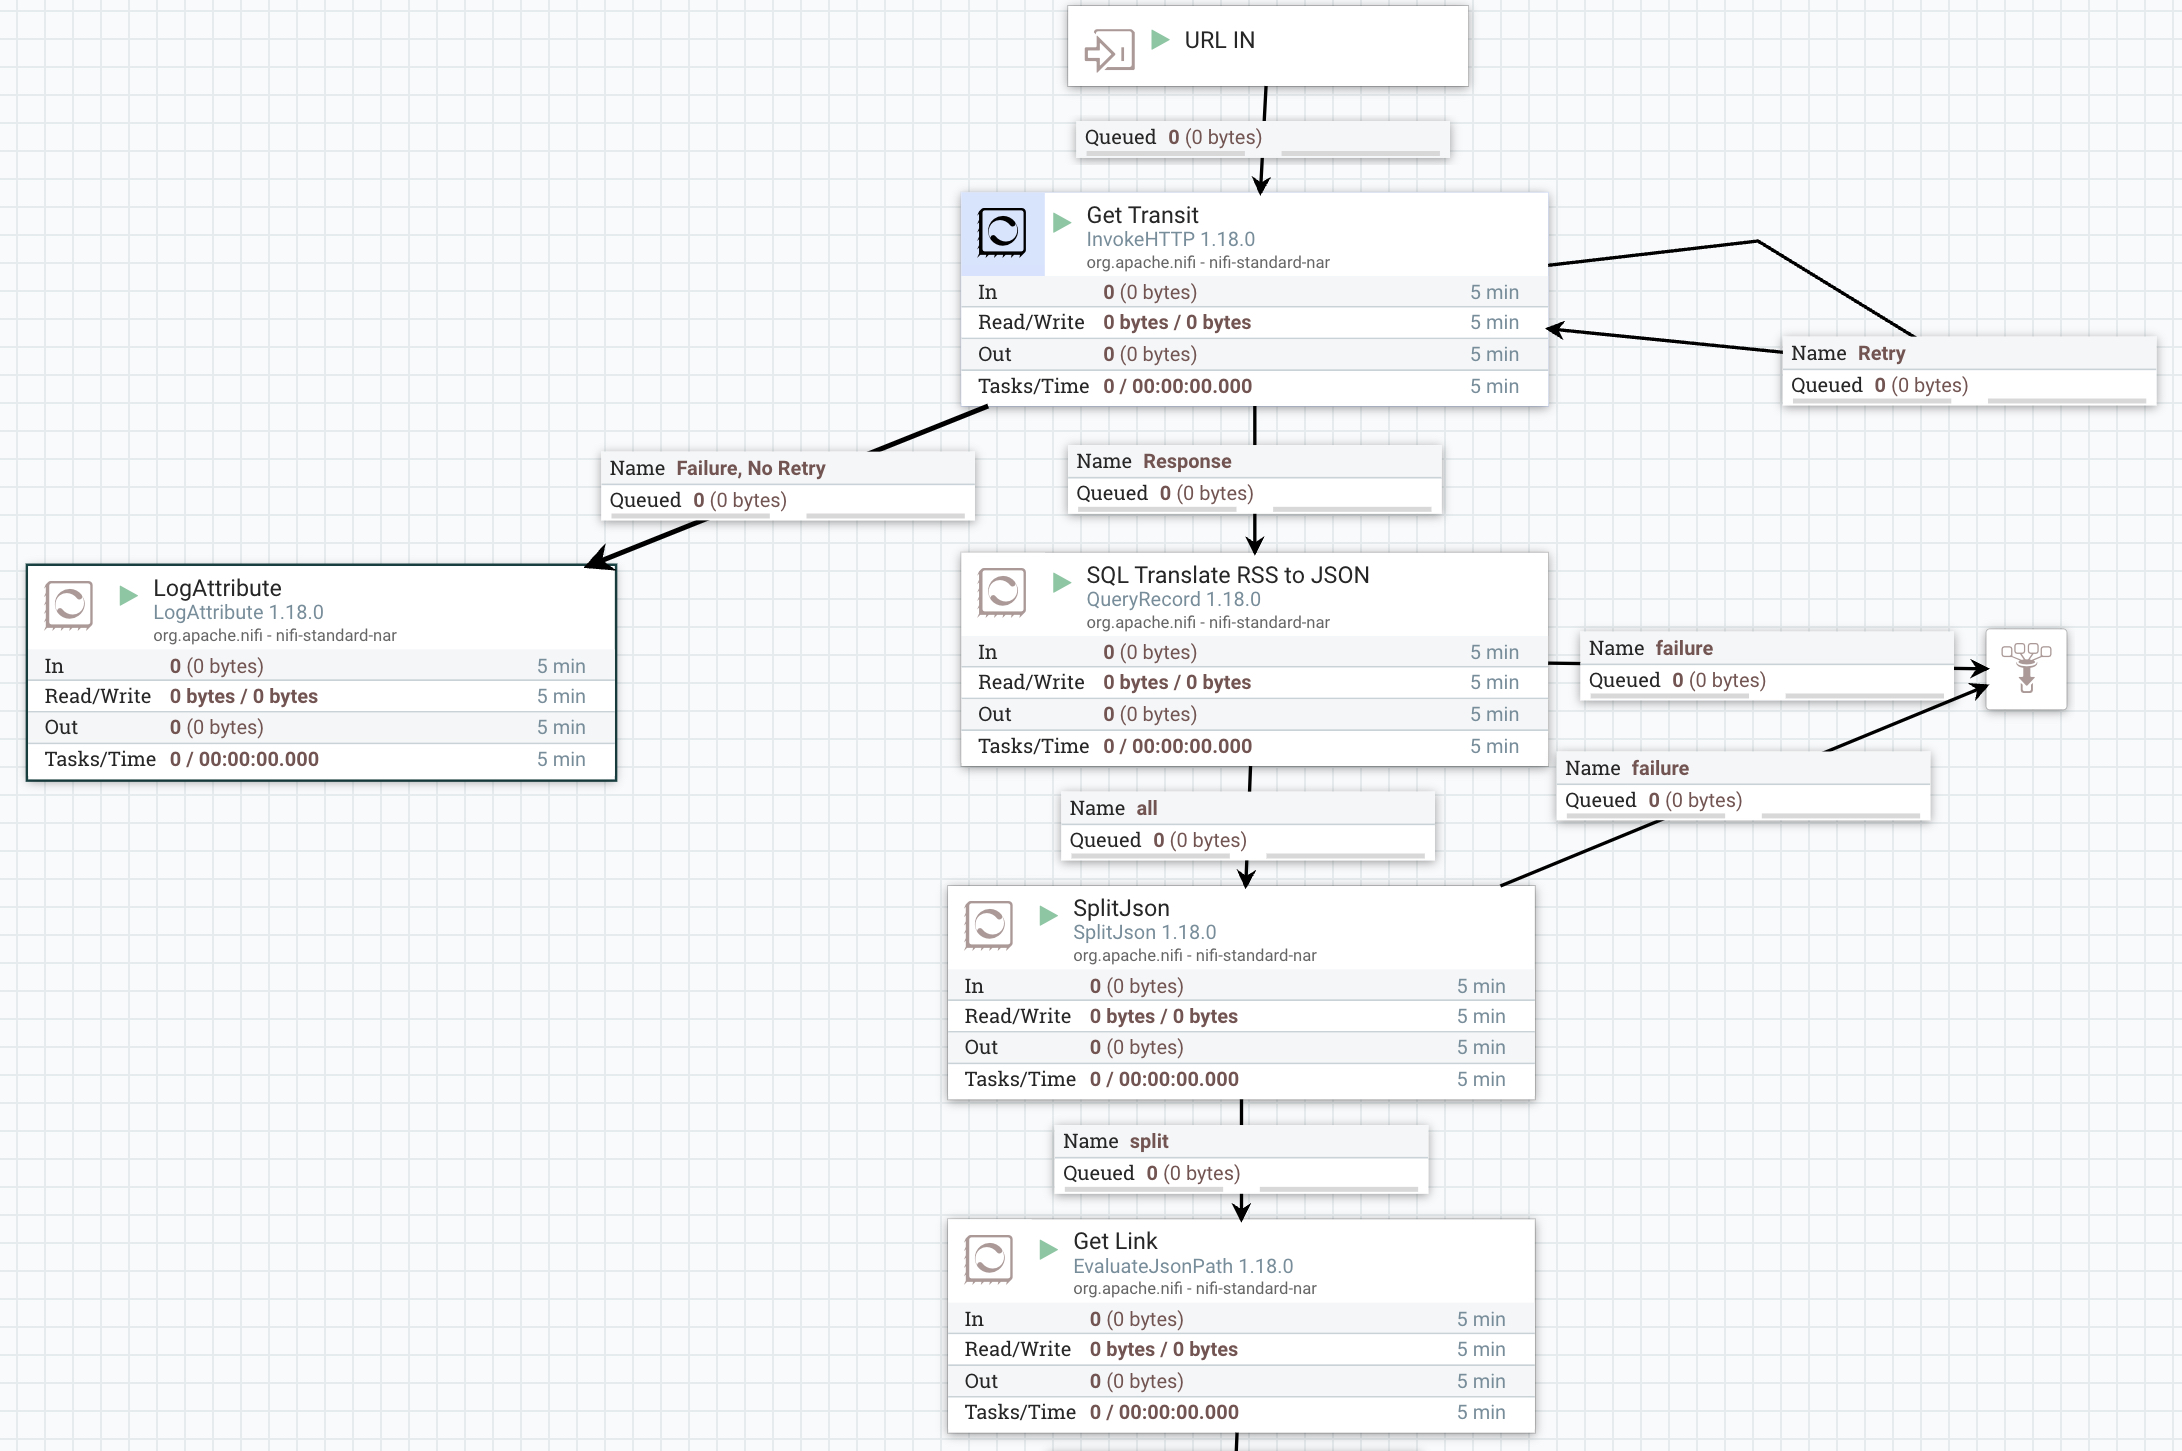 URL IN
Queued 0 (0 bytes)
Get Transit
InvokeHTTP 1.18.0
org.apache.nifi - nifi-standard-nar
In 0 (0 bytes) 5 min
Read/Write 0 bytes / 0 bytes 5 min
Out 0 (0 bytes) 5 min
Tasks/Time 0 / 00:00:00.000 5 min
Name Retry
Queued 0 (0 bytes)
Name Failure, No Retry
Queued 0 (0 bytes)
Name Response
Queued 0 (0 bytes)
LogAttribute
LogAttribute 1.18.0
org.apache.nifi - nifi-standard-nar
In 0 (0 bytes) 5 min
Read/Write 0 bytes / 0 bytes 5 min
Out 0 (0 bytes) 5 min
Tasks/Time 0 / 00:00:00.000 5 min
SQL Translate RSS to JSON
QueryRecord 1.18.0
org.apache.nifi - nifi-standard-nar
In 0 (0 bytes) 5 min
Read/Write 0 bytes / 0 bytes 5 min
Out 0 (0 bytes) 5 min
Tasks/Time 0 / 00:00:00.000 5 min
Name failure
Queued 0 (0 bytes)
Name failure
Queued 0 (0 bytes)
Name all
Queued 0 (0 bytes)
SplitJson
SplitJson 1.18.0
org.apache.nifi - nifi-standard-nar
In 0 (0 bytes) 5 min
Read/Write 0 bytes / 0 bytes 5 min
Out 0 (0 bytes) 5 min
Tasks/Time 0 / 00:00:00.000 5 min
Name split
Queued 0 (0 bytes)
Get Link
EvaluateJsonPath 1.18.0
org.apache.nifi - nifi-standard-nar
In 0 (0 bytes) 5 min
Read/Write 0 bytes / 0 bytes 5 min
Out 0 (0 bytes) 5 min
Tasks/Time 0 / 00:00:00.000 5 min